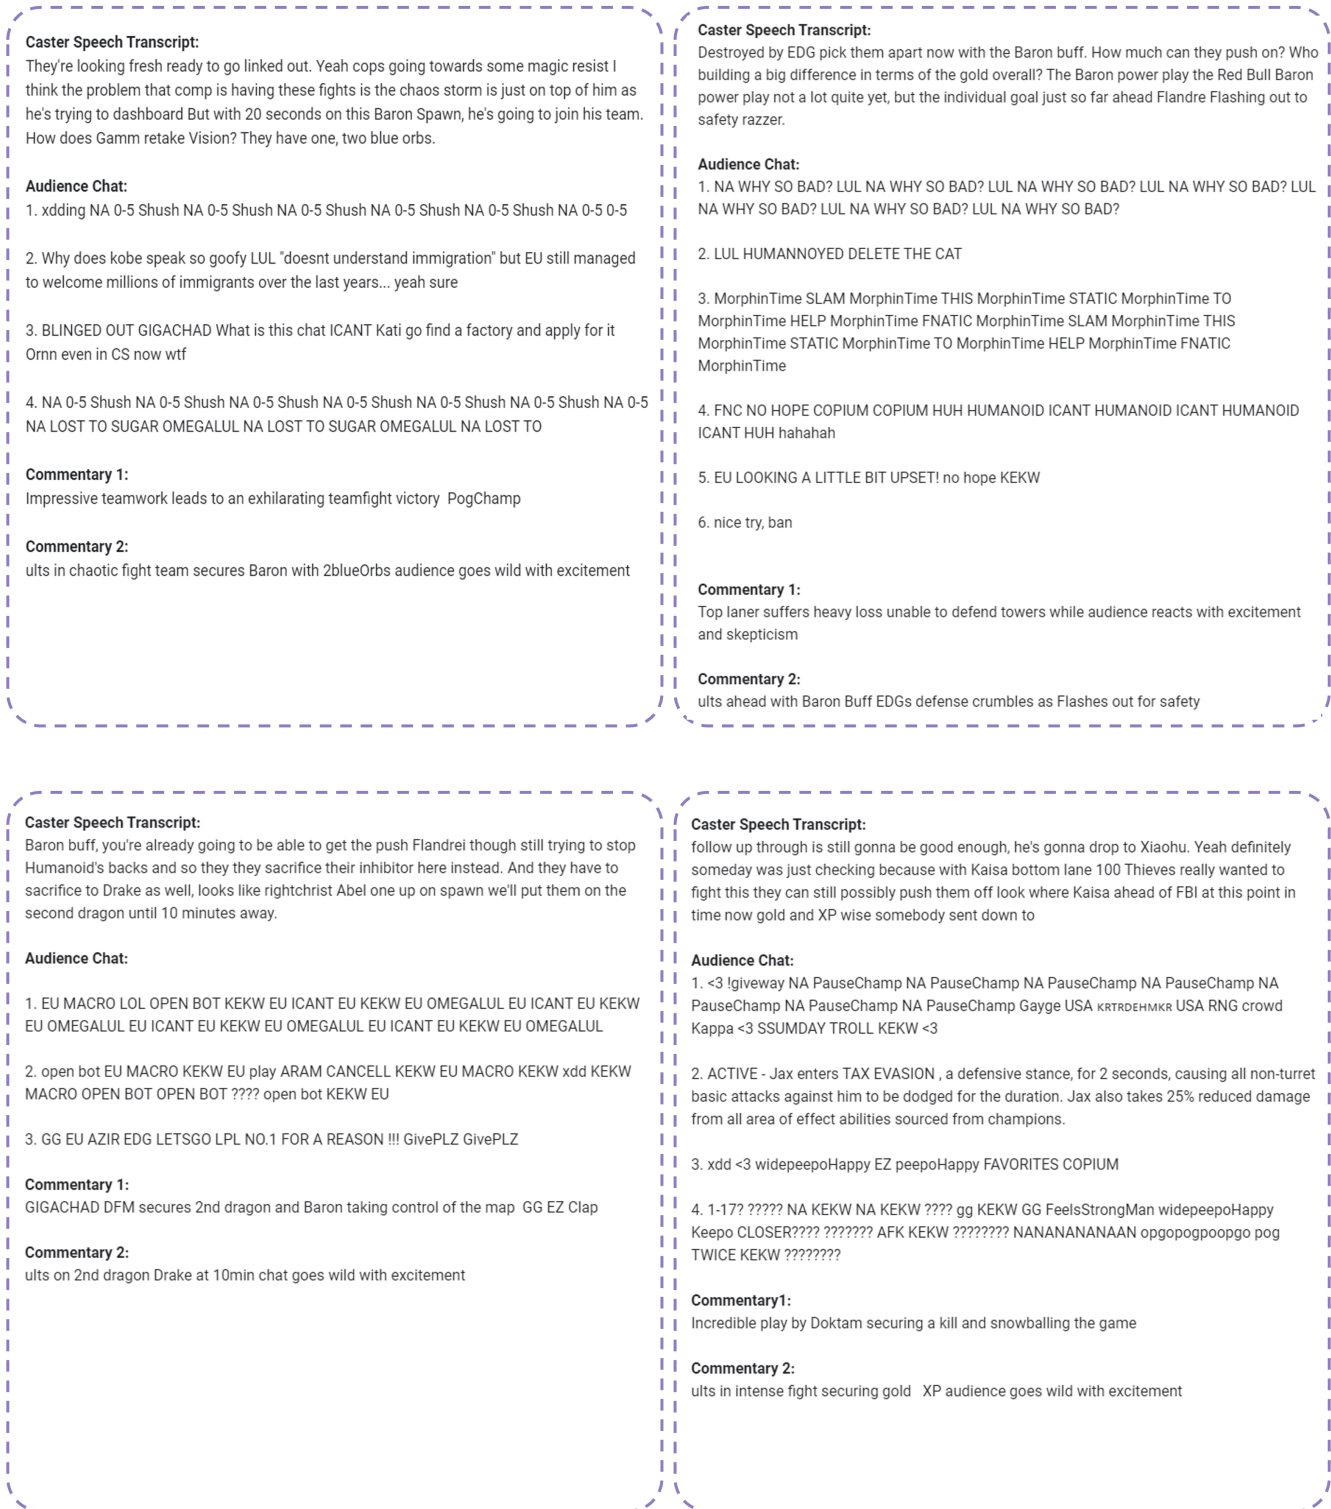 Caster Speech Transcript:
They're looking fresh ready to go linked out. Yeah cops going towards some magic resist I
think the problem that comp is having these fights is the chaos storm is just on top of him as
he's trying to dashboard But with 20 seconds on this Baron Spawn, he's going to join his team.
How does Gamm retake Vision? They have one, two blue orbs.
Audience Chat:
1. xdding NA 0-5 Shush NA 0-5 Shush NA 0-5 Shush NA 0-5 Shush NA 0-5 Shush NA 0-5 0-5
2. Why does kobe speak so goofy LUL "doesnt understand immigration" but EU still managed
to welcome millions of immigrants over the last years... yeah sure
3. BLINGED OUT GIGACHAD What is this chat ICANT Kati go find a factory and apply for it
Ornn even in CS now wtf
4. NA 0-5 Shush NA 0-5 Shush NA 0-5 Shush NA 0-5 Shush NA 0-5 Shush NA 0-5 Shush NA 0-5
NA LOST TO SUGAR OMEGALUL NA LOST TO SUGAR OMEGALUL NA LOST TO
Commentary 1:
Impressive teamwork leads to an exhilarating teamfight victory  PogChamp
Commentary 2:
ults in chaotic fight team secures Baron with 2blueOrbs audience goes wild with excitement
Caster Speech Transcript:
Destroyed by EDG pick them apart now with the Baron buff. How much can they push on? Who
building a big difference in terms of the gold overall? The Baron power play the Red Bull Baron
power play not a lot quite yet, but the individual goal just so far ahead Flandre Flashing out to
safety razzer.
Audience Chat:
1. NA WHY SO BAD? LUL NA WHY SO BAD? LUL NA WHY SO BAD? LUL NA WHY SO BAD? LUL
NA WHY SO BAD? LUL NA WHY SO BAD? LUL NA WHY SO BAD?
2. LUL HUMANNOYED DELETE THE CAT
3. MorphinTime SLAM MorphinTime THIS MorphinTime STATIC MorphinTime TO
MorphinTime HELP MorphinTime FNATIC MorphinTime SLAM MorphinTime THIS
MorphinTime STATIC MorphinTime TO MorphinTime HELP MorphinTime FNATIC
MorphinTime
4. FNC NO HOPE COPIUM COPIUM HUH HUMANOID ICANT HUMANOID ICANT HUMANOID
ICANT HUH hahahah
5. EU LOOKING A LITTLE BIT UPSET! no hope KEKW
6. nice try, ban
Commentary 1:
Top laner suffers heavy loss unable to defend towers while audience reacts with excitement
and skepticism
Commentary 2:
ults ahead with Baron Buff EDGs defense crumbles as Flashes out for safety
Caster Speech Transcript:
Baron buff, you're already going to be able to get the push Flandrei though still trying to stop
Humanoid's backs and so they they sacrifice their inhibitor here instead. And they have to
sacrifice to Drake as well, looks like rightchrist Abel one up on spawn we'll put them on the
second dragon until 10 minutes away.
Audience Chat:
1. EU MACRO LOL OPEN BOT KEKW EU ICANT EU KEKW EU OMEGALUL EU ICANT EU KEKW
EU OMEGALUL EU ICANT EU KEKW EU OMEGALUL EU ICANT EU KEKW EU OMEGALUL
2. open bot EU MACRO KEKW EU play ARAM CANCELL KEKW EU MACRO KEKW xdd KEKW
MACRO OPEN BOT OPEN BOT ???? open bot KEKW EU
3. GG EU AZIR EDG LETSGO LPL NO.1 FOR A REASON !!! GivePLZ GivePLZ
Commentary 1:
GIGACHAD DFM secures 2nd dragon and Baron taking control of the map  GG EZ Clap
Commentary 2:
ults on 2nd dragon Drake at 10min chat goes wild with excitement
Caster Speech Transcript:
follow up through is still gonna be good enough, he's gonna drop to Xiaohu. Yeah definitely
someday was just checking because with Kaisa bottom lane 100 Thieves really wanted to
fight this they can still possibly push them off look where Kaisa ahead of FBI at this point in
time now gold and XP wise somebody sent down to
Audience Chat:
1. <3 !giveway NA PauseChamp NA PauseChamp NA PauseChamp NA PauseChamp NA
PauseChamp NA PauseChamp NA PauseChamp Gayge USA ᴋʀᴛʀᴅᴇʜᴍᴋʀ USA RNG crowd
Kappa <3 SSUMDAY TROLL KEKW <3
2. ACTIVE - Jax enters TAX EVASION , a defensive stance, for 2 seconds, causing all non-turret
basic attacks against him to be dodged for the duration. Jax also takes 25% reduced damage
from all area of effect abilities sourced from champions.
3. xdd <3 widepeepoHappy EZ peepoHappy FAVORITES COPIUM
4. 1-17? ????? NA KEKW NA KEKW ???? gg KEKW GG FeelsStrongMan widepeepoHappy
Keepo CLOSER???? ??????? AFK KEKW ???????? NANANANANAAN opgopogpoopgo pog
TWICE KEKW ????????
Commentary1:
Incredible play by Doktam securing a kill and snowballing the game
Commentary 2:
ults in intense fight securing gold   XP audience goes wild with excitement